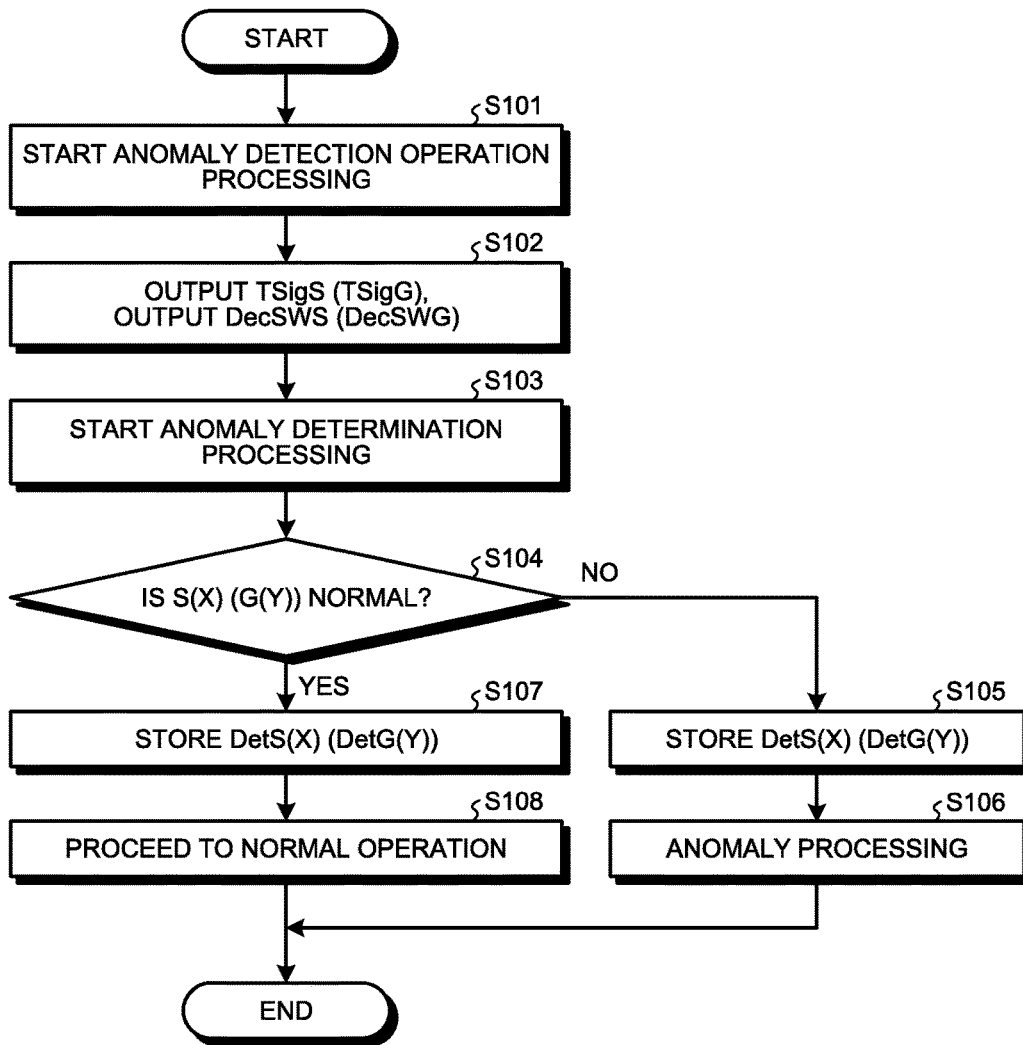 START
S101
START ANOMALY DETECTION OPERATION
PROCESSING
S102
OUTPUT TSigS (TSigG),
OUTPUT DecSWS (DecSWG)
S103
START ANOMALY DETERMINATION
PROCESSING
S104
IS S(X) (G(Y)) NORMAL?
NO
YES
S107
STORE DetS(X) (DetG(Y))
S105
STORE DetS(X) (DetG(Y))
S108
PROCEED TO NORMAL OPERATION
S106
ANOMALY PROCESSING
END